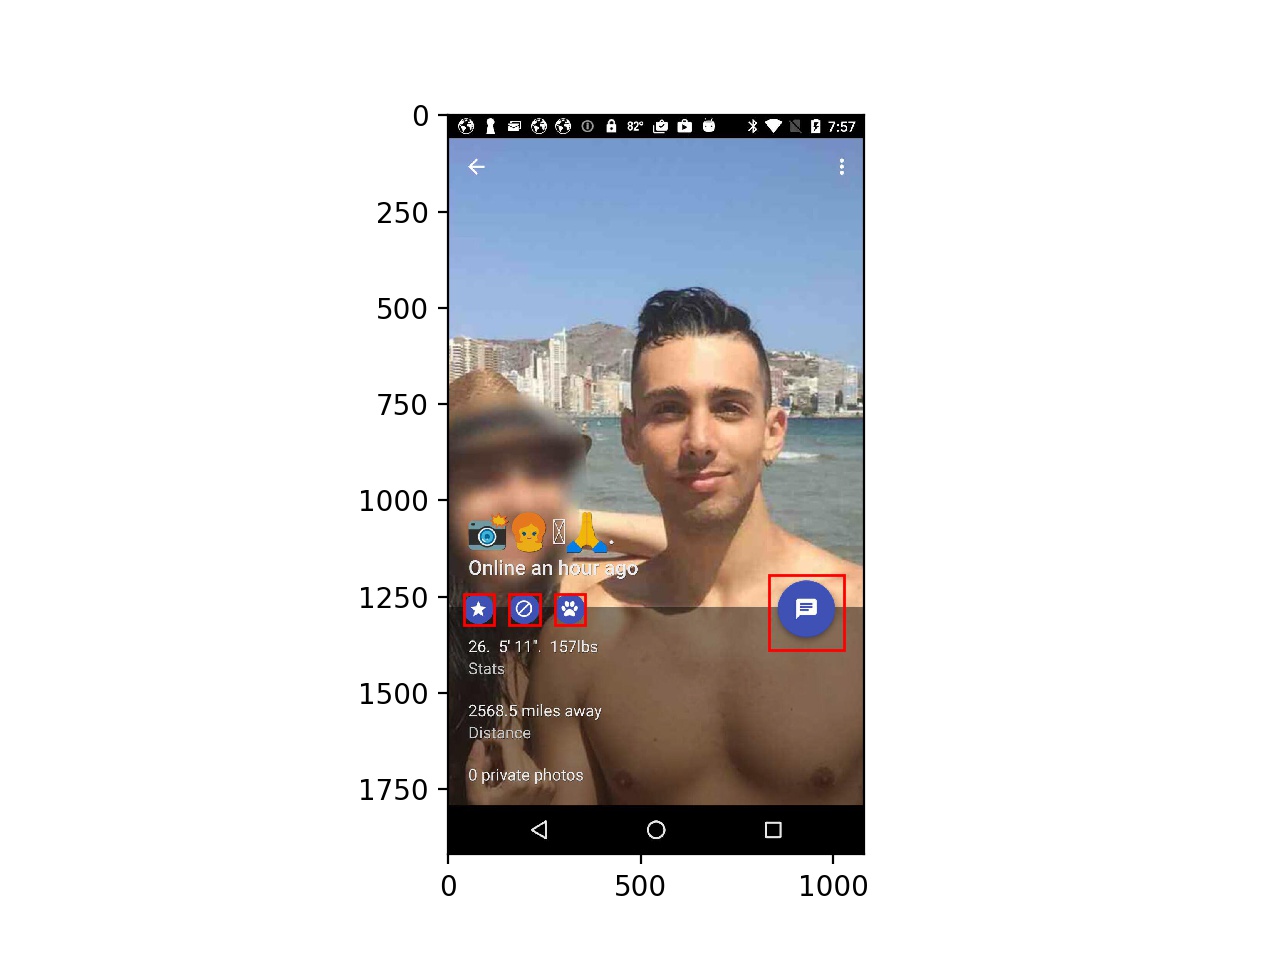 82° 7:57
0
250
500
750
1000
1250
1500
1750
Online an hour ago
26. 5' 11". 157lbs
Stats
2568.5 miles away
Distance
0 private photos
0 500 1000